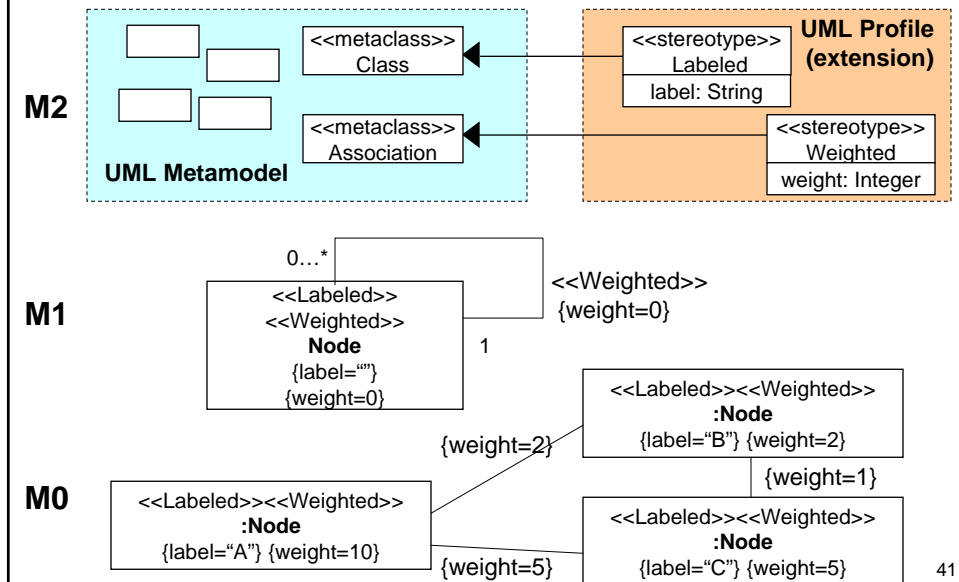 M2
<<metaclass>>
Class
<<metaclass>>
Association
UML Metamodel
UML Profile
(extension)
<<stereotype>>
Labeled
label: String
<<stereotype>>
Weighted
weight: Integer
M1
0…*
<<Labeled>>
<<Weighted>>
Node
{label=“”}
{weight=0}
1
<<Weighted>>
{weight=0}
M0
<<Labeled>><<Weighted>>
:Node
{label=“B”} {weight=2}
{weight=2}
{weight=1}
<<Labeled>><<Weighted>>
:Node
{label=“A”} {weight=10}
{weight=5}
<<Labeled>><<Weighted>>
:Node
{label=“C”} {weight=5}
41